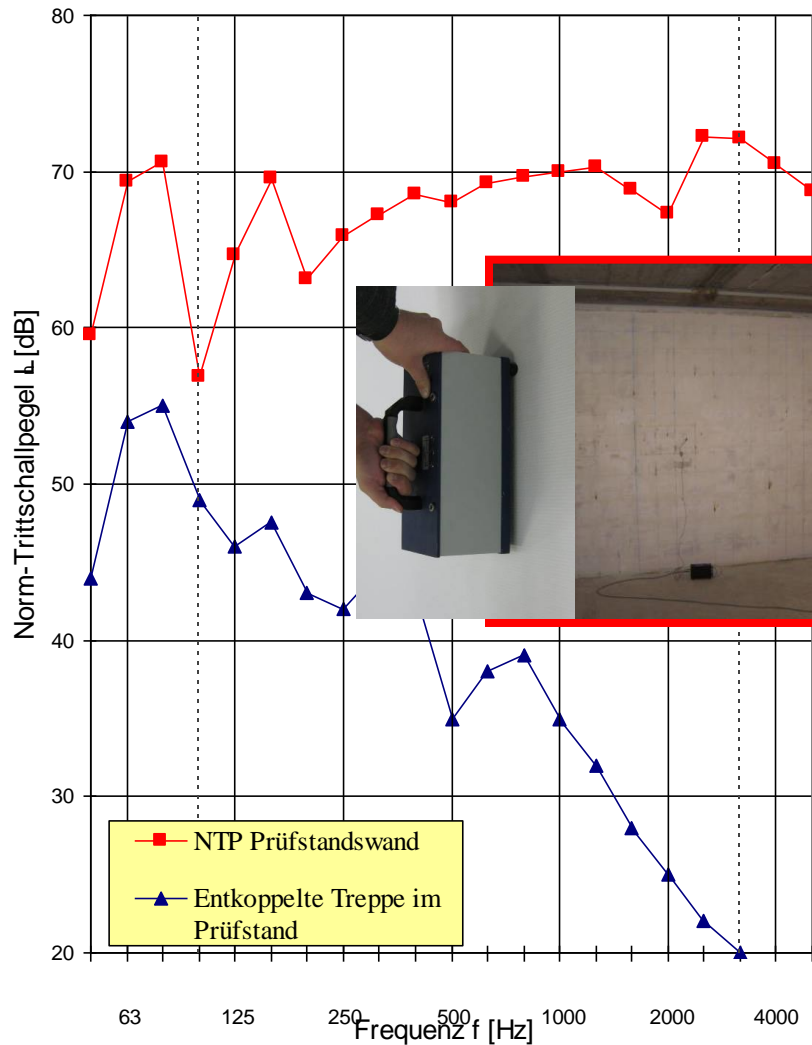 80
70
60
50
40
30
20
Norm-Trittschallpegel L [dB]
NTP Prüfstandswand
Entkoppelte Treppe im
Prüfstand
63 125 250 500 1000 2000 4000
Frequenz f [Hz]